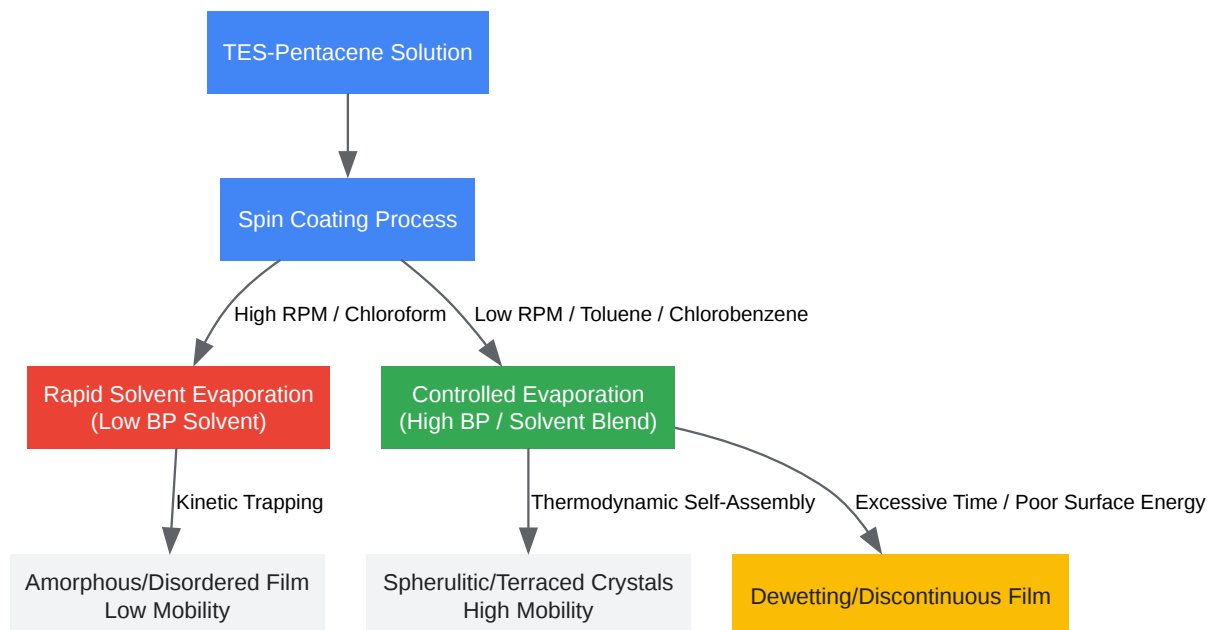 TES-Pentacene Solution
Spin Coating Process
High RPM / Chloroform
Low RPM / Toluene / Chlorobenzene
Rapid Solvent Evaporation
(Low BP Solvent)
Controlled Evaporation
(High BP / Solvent Blend)
Kinetic Trapping
Thermodynamic Self-Assembly
Excessive Time / Poor Surface Energy
Amorphous/Disordered Film
Low Mobility
Spherulitic/Terraced Crystals
High Mobility
Dewetting/Discontinuous Film